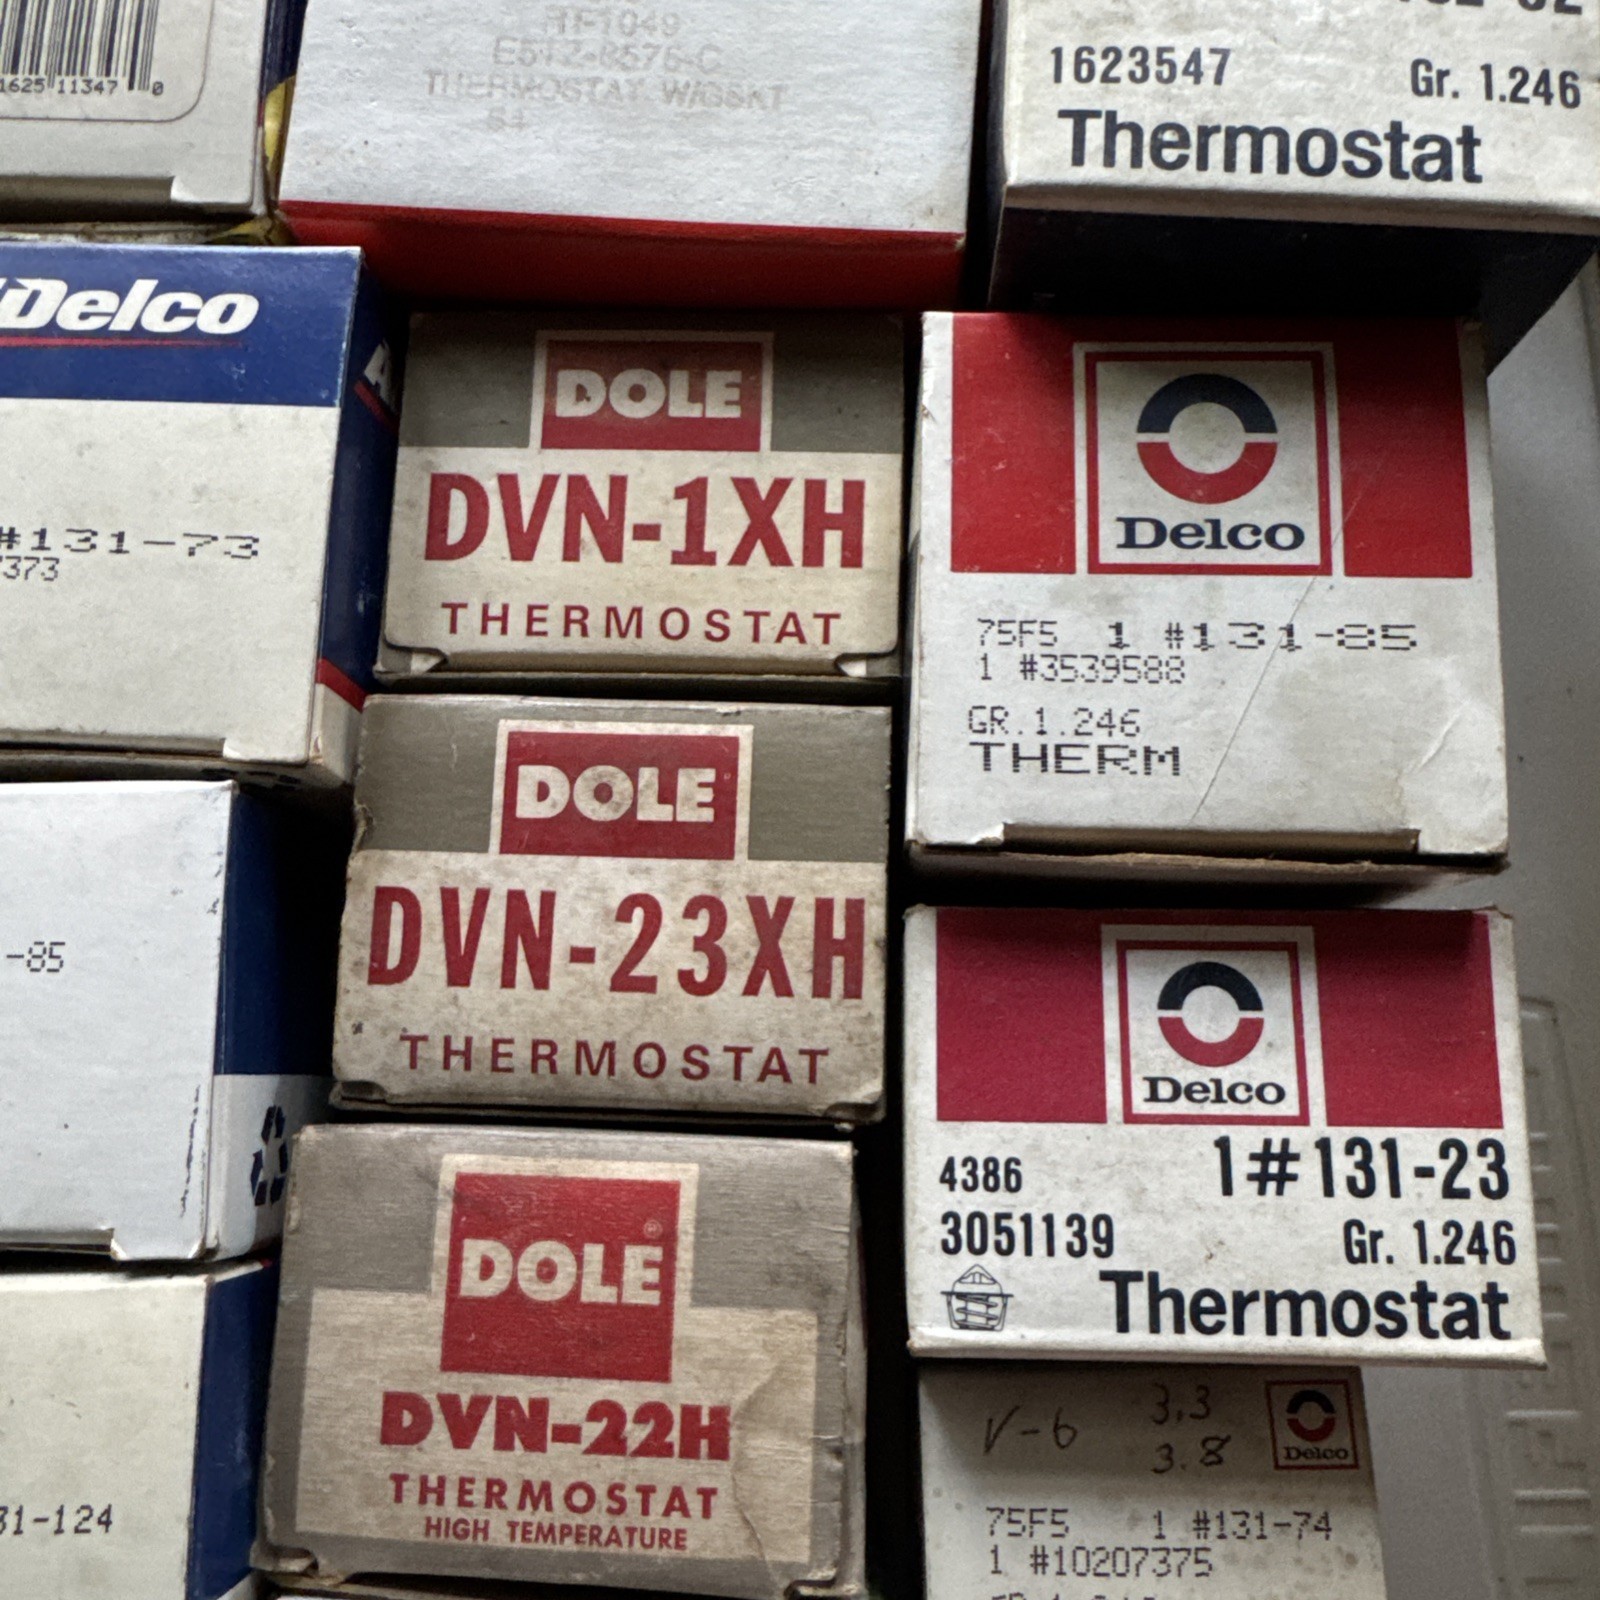 11347 0
RF1049
E5TZ-8575-C
THERMOSTAT W/GSKT
1623547 Gr. 1.246
Thermostat
Delco
#131-73
7373
DOLE
DVN-1XH
THERMOSTAT
Delco
75F5 1 #131-85
1 #3539588
GR.1.246
THERM
DOLE
DVN-23XH
THERMOSTAT
-85
Delco
1#131-23
4386
3051139 Gr. 1.246
Thermostat
DOLE®
DVN-22H
THERMOSTAT
HIGH TEMPERATURE
31-124
V-6 3.3
3.8
Delco
75F5 1 #131-74
1 #10207375